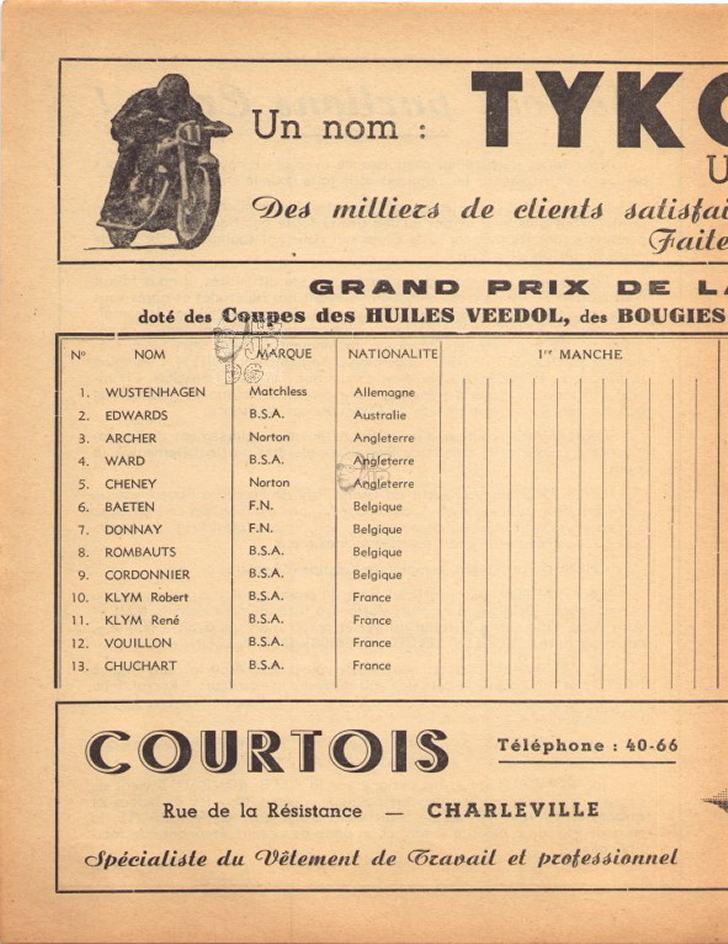 Un nom : TYK
Des milliers de clients satisfai
Faite
GRAND PRIX DE L
doté des Coupes des HUILES VEEDOL, des BOUGIES
Nº NOM MARQUE NATIONALITE 1re MANCHE
1. WUSTENHAGEN Matchless Allemagne
2. EDWARDS B.S.A. Australie
3. ARCHER Norton Angleterre
4. WARD B.S.A. Angleterre
5. CHENEY Norton Angleterre
6. BAETEN F.N. Belgique
7. DONNAY F.N. Belgique
8. ROMBAUTS B.S.A. Belgique
9. CORDONNIER B.S.A. Belgique
10. KLYM Robert B.S.A. France
11. KLYM René B.S.A. France
12. VOUILLON B.S.A. France
13. CHUCHART B.S.A. France
COURTOIS Téléphone : 40-66
Rue de la Résistance — CHARLEVILLE
Spécialiste du Vêtement de Travail et professionnel